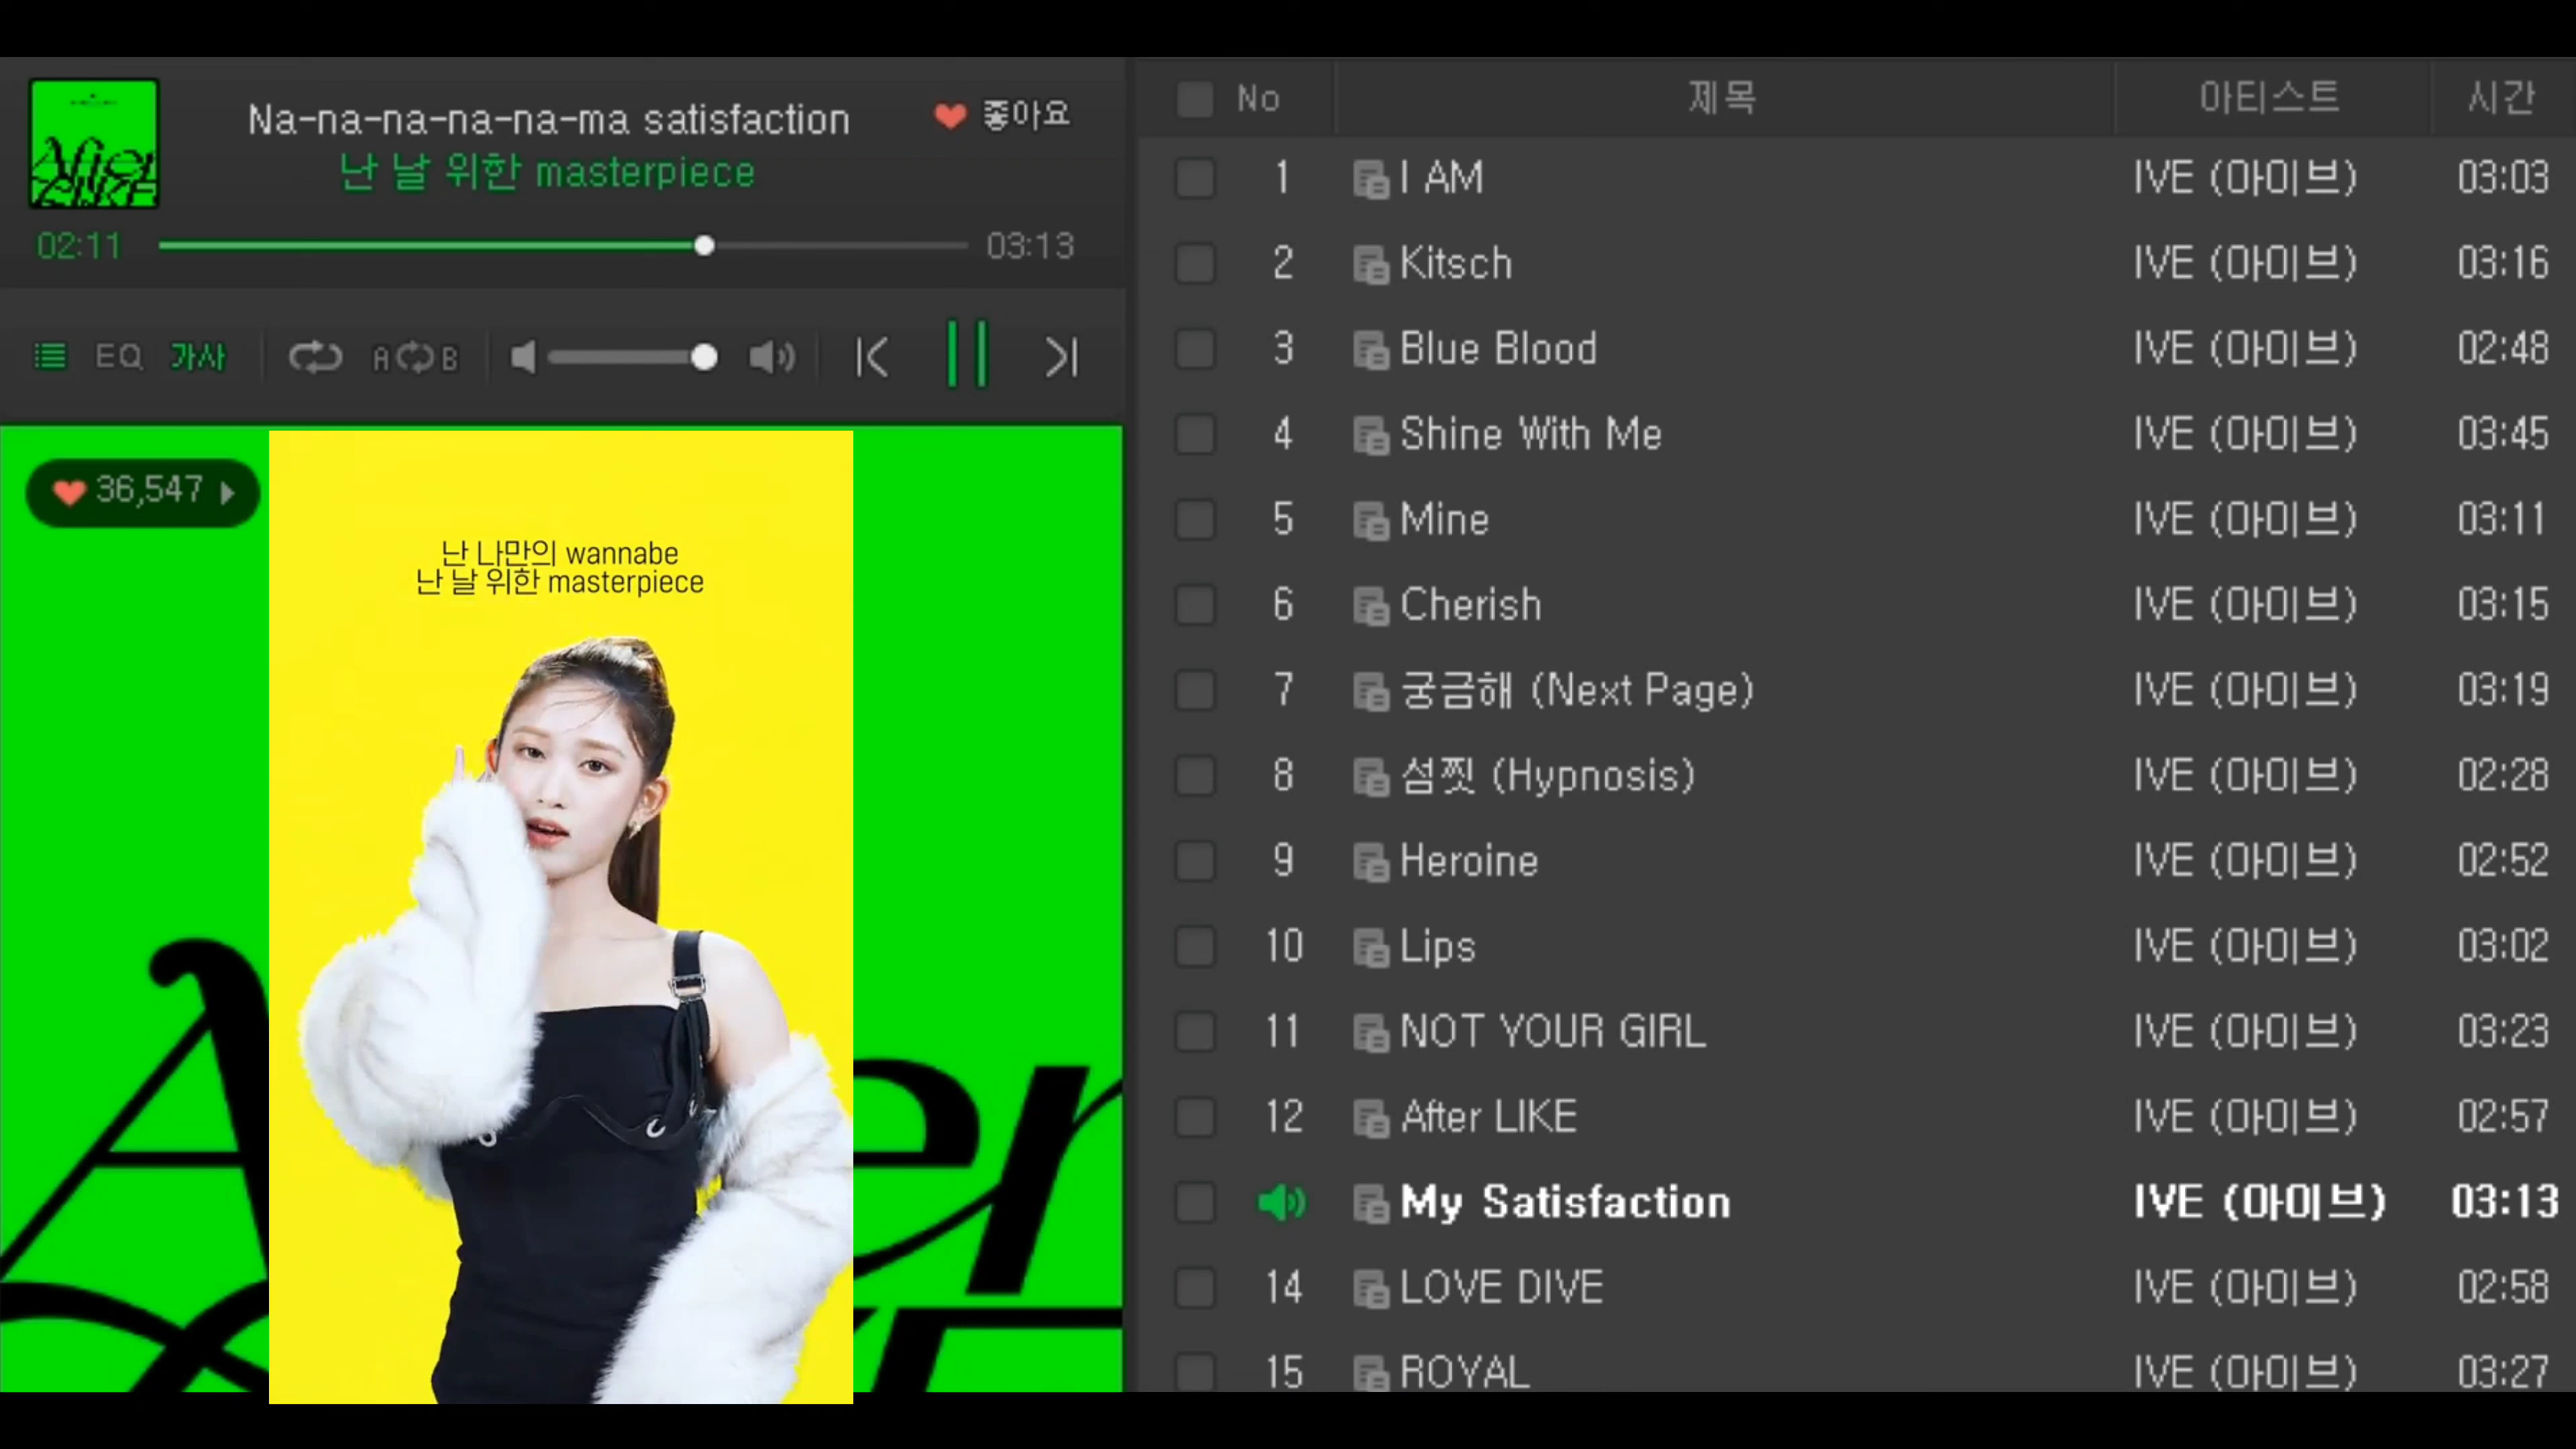 After
LIKE
Na-na-na-na-na-ma satisfaction
난 날 위한 masterpiece
좋아요
02:11
03:13
EQ 가사
A B
36,547
난 나만의 wannabe
난 날 위한 masterpiece
After
No 제목 아티스트 시간
1 I AM IVE (아이브) 03:03
2 Kitsch IVE (아이브) 03:16
3 Blue Blood IVE (아이브) 02:48
4 Shine With Me IVE (아이브) 03:45
5 Mine IVE (아이브) 03:11
6 Cherish IVE (아이브) 03:15
7 궁금해 (Next Page) IVE (아이브) 03:19
8 섬찟 (Hypnosis) IVE (아이브) 02:28
9 Heroine IVE (아이브) 02:52
10 Lips IVE (아이브) 03:02
11 NOT YOUR GIRL IVE (아이브) 03:23
12 After LIKE IVE (아이브) 02:57
My Satisfaction IVE (아이브) 03:13
14 LOVE DIVE IVE (아이브) 02:58
15 ROYAL IVE (아이브) 03:27